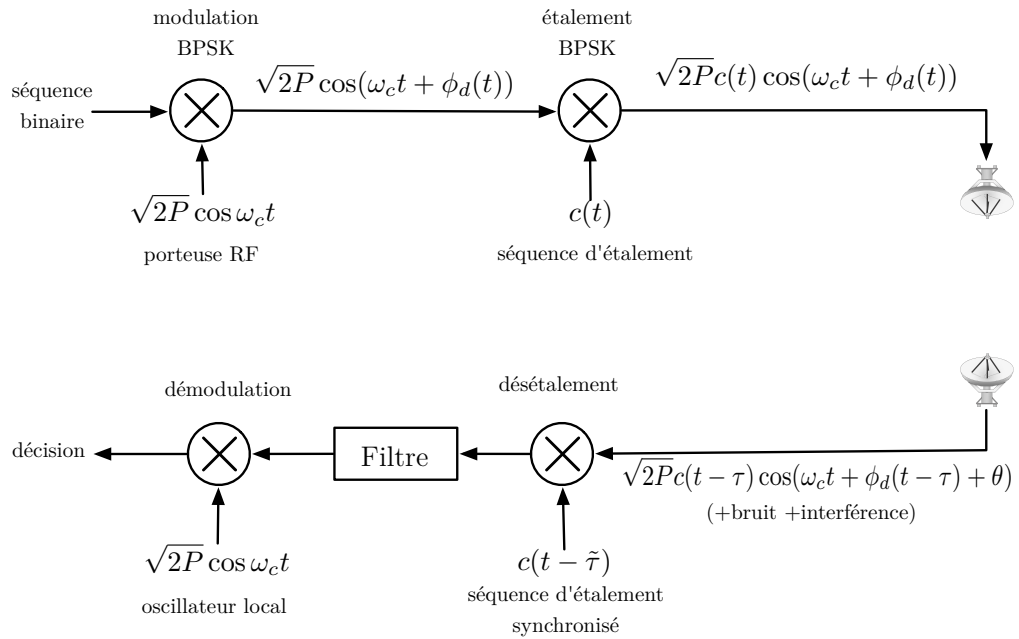 modulation
BPSK
étalement
BPSK
séquence
binaire
√2P cos(ω_c t + ϕ_d(t))
√2P c(t) cos(ω_c t + ϕ_d(t))
√2P cos ω_c t
porteuse RF
c(t)
séquence d'étalement
démodulation
désétalement
décision
Filtre
√2P c(t − τ) cos(ω_c t + ϕ_d(t − τ) + θ)
(+bruit +interférence)
√2P cos ω_c t
oscillateur local
c(t − τ̃)
séquence d'étalement
synchronisé